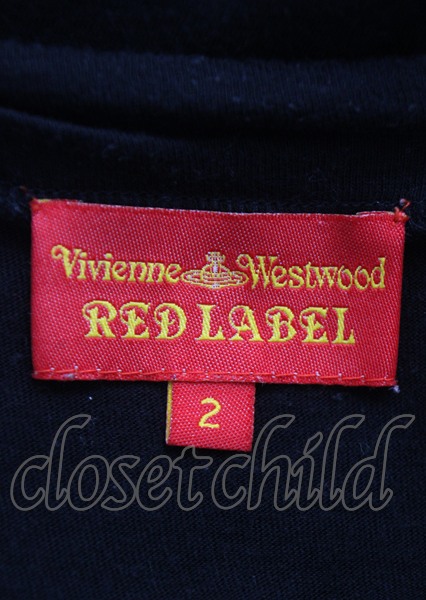 Vivienne Westwood
RED LABEL
2
closetchild